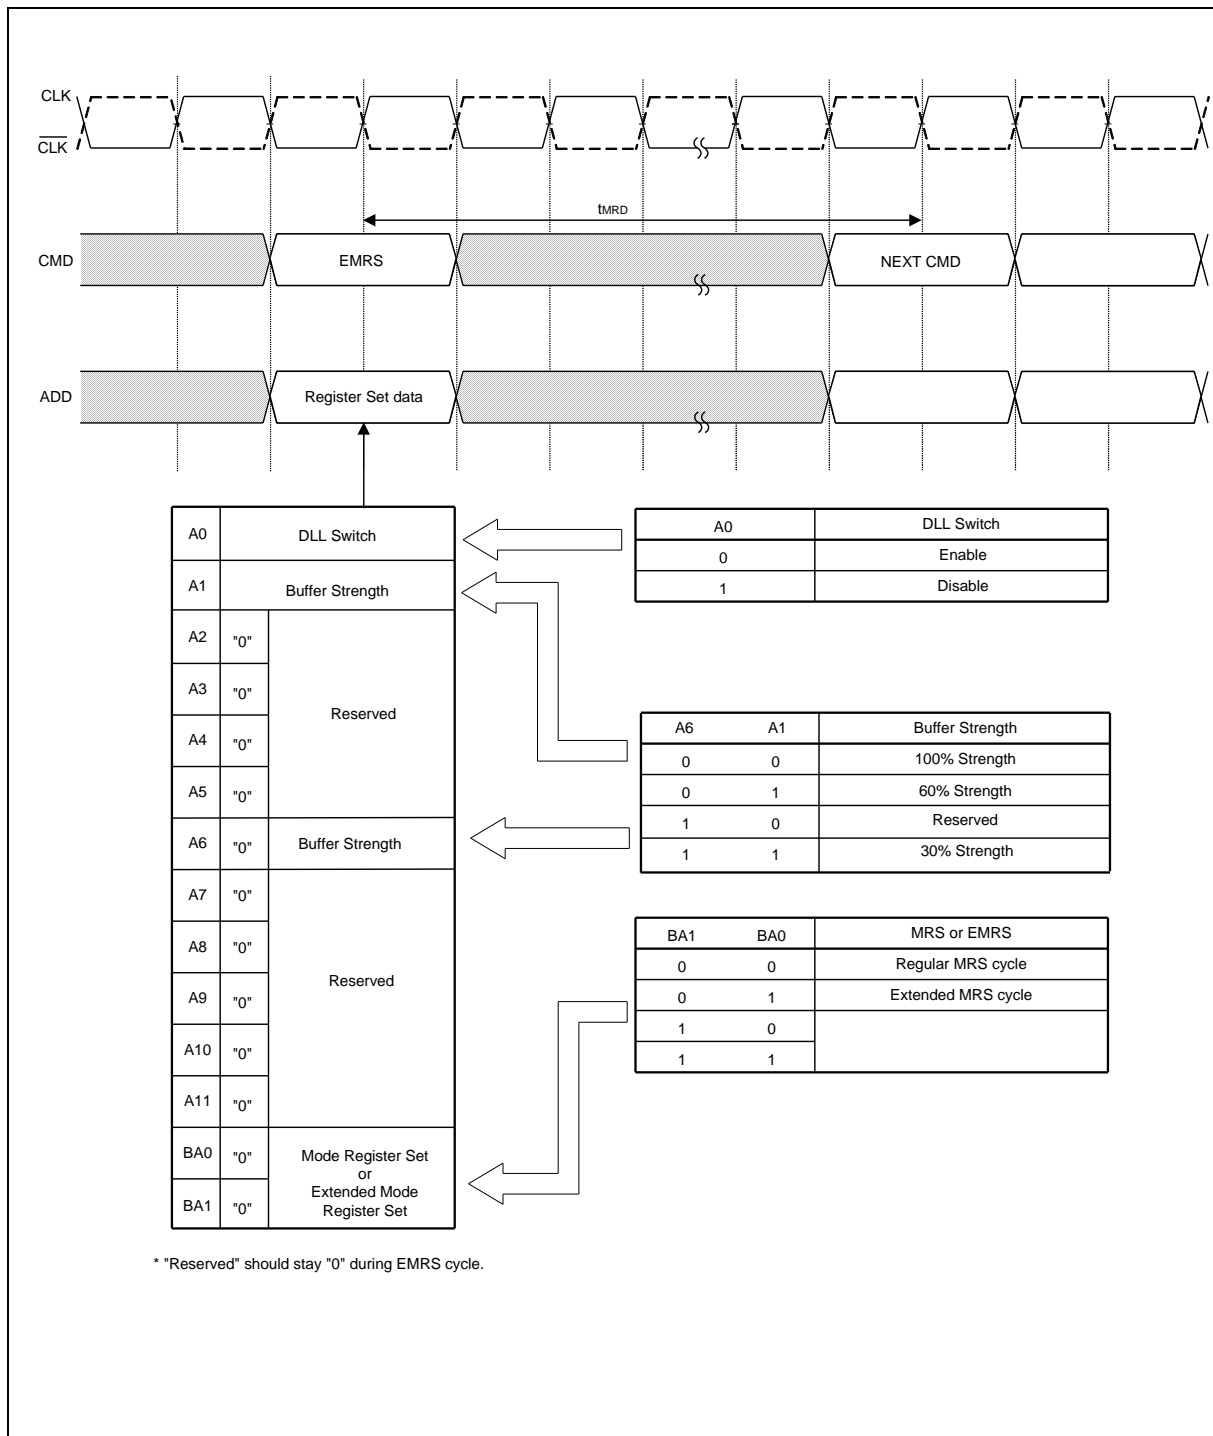 CLK
CLK
tMRD
CMD
EMRS
NEXT CMD
ADD
Register Set data
A0 DLL Switch
A1 Buffer Strength
A2 "0"
A3 "0"
Reserved
A4 "0"
A5 "0"
A6 "0" Buffer Strength
A7 "0"
A8 "0"
A9 "0"
Reserved
A10 "0"
A11 "0"
BA0 "0"
BA1 "0"
Mode Register Set
or
Extended Mode
Register Set
A0 DLL Switch
0 Enable
1 Disable
A6 A1 Buffer Strength
0 0 100% Strength
0 1 60% Strength
1 0 Reserved
1 1 30% Strength
BA1 BA0 MRS or EMRS
0 0 Regular MRS cycle
0 1 Extended MRS cycle
1 0
1 1
* "Reserved" should stay "0" during EMRS cycle.